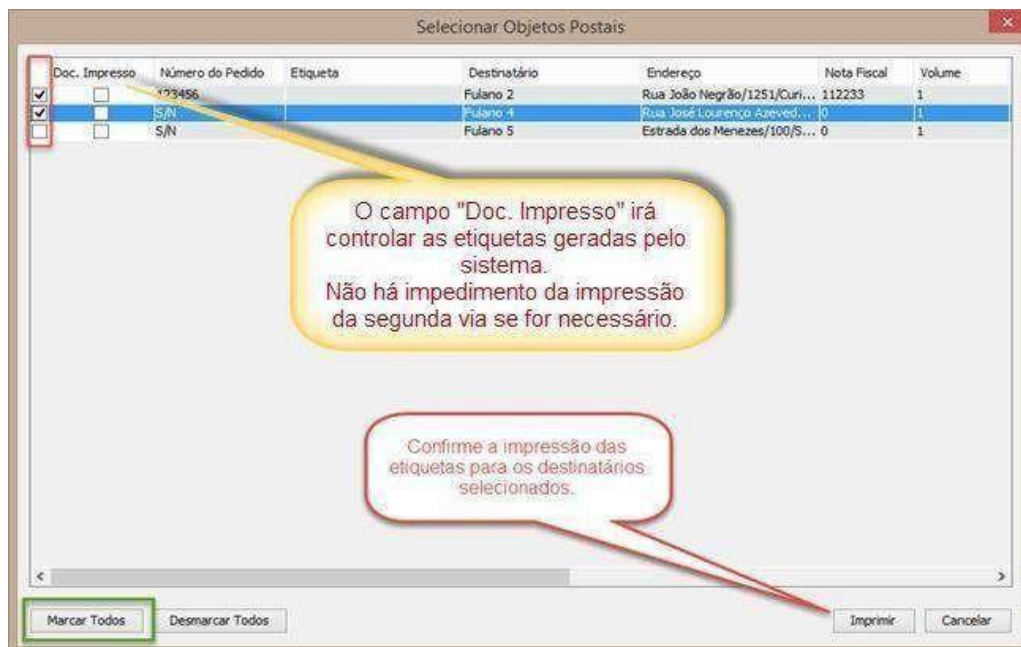 Selecionar Objetos Postais
Doc. Impresso Número do Pedido Etiqueta Destinatário Endereço Nota Fiscal Volume
123456 Fulano 2 Rua João Negrão/1251/Curi... 112233 1
S/N Fulano 4 Rua José Lourenço Azeved... 0 1
S/N Fulano 5 Estrada dos Menezes/100/S... 0 1
O campo "Doc. Impresso" irá
controlar as etiquetas geradas pelo
sistema.
Não há impedimento da impressão
da segunda via se for necessário.
Confirme a impressão das
etiquetas para os destinatários
selecionados.
Marcar Todos Desmarcar Todos Imprimir Cancelar